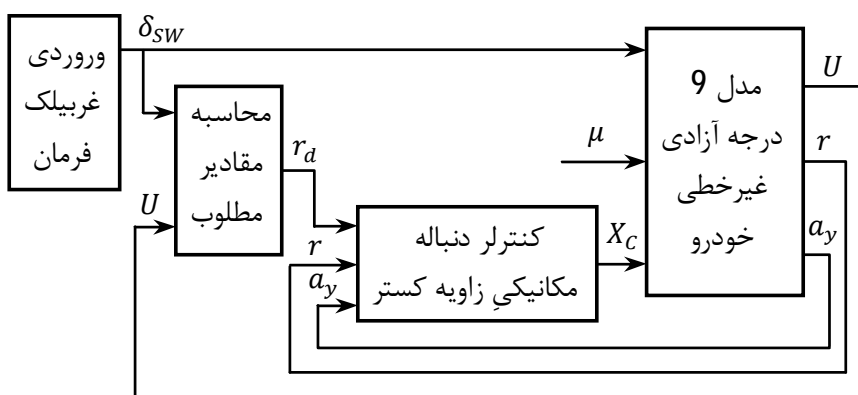 وروردی
غربیلک
فرمان
δ_SW
محاسبه
مقادیر
مطلوب
U
r_d
r
a_y
کنترلر دنباله
مکانیکیِ زاویه کستر
X_C
μ
مدل 9
درجه آزادی
غیرخطی
خودرو
U
r
a_y